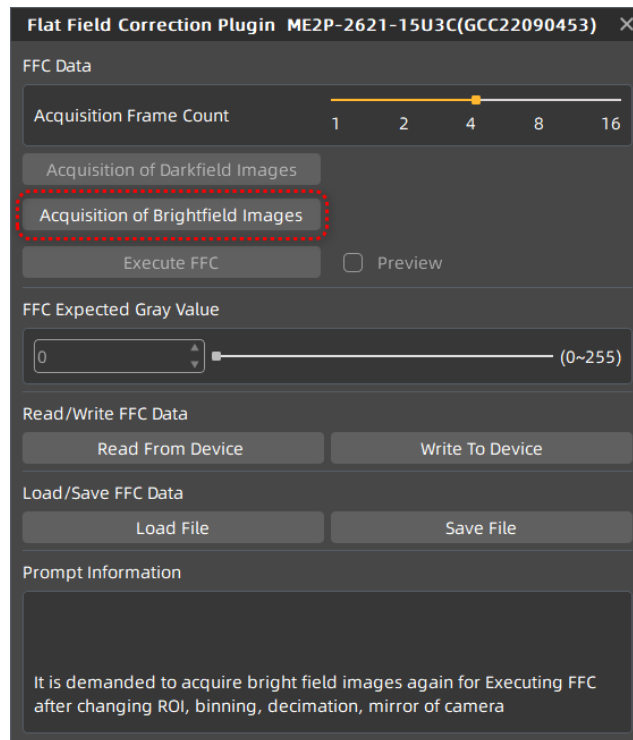 Flat Field Correction Plugin ME2P-2621-15U3C(GCC22090453) ×
FFC Data
Acquisition Frame Count
1 2 4 8 16
Acquisition of Darkfield Images
Acquisition of Brightfield Images
Execute FFC Preview
FFC Expected Gray Value
0 (0~255)
Read/Write FFC Data
Read From Device Write To Device
Load/Save FFC Data
Load File Save File
Prompt Information
It is demanded to acquire bright field images again for Executing FFC
after changing ROI, binning, decimation, mirror of camera